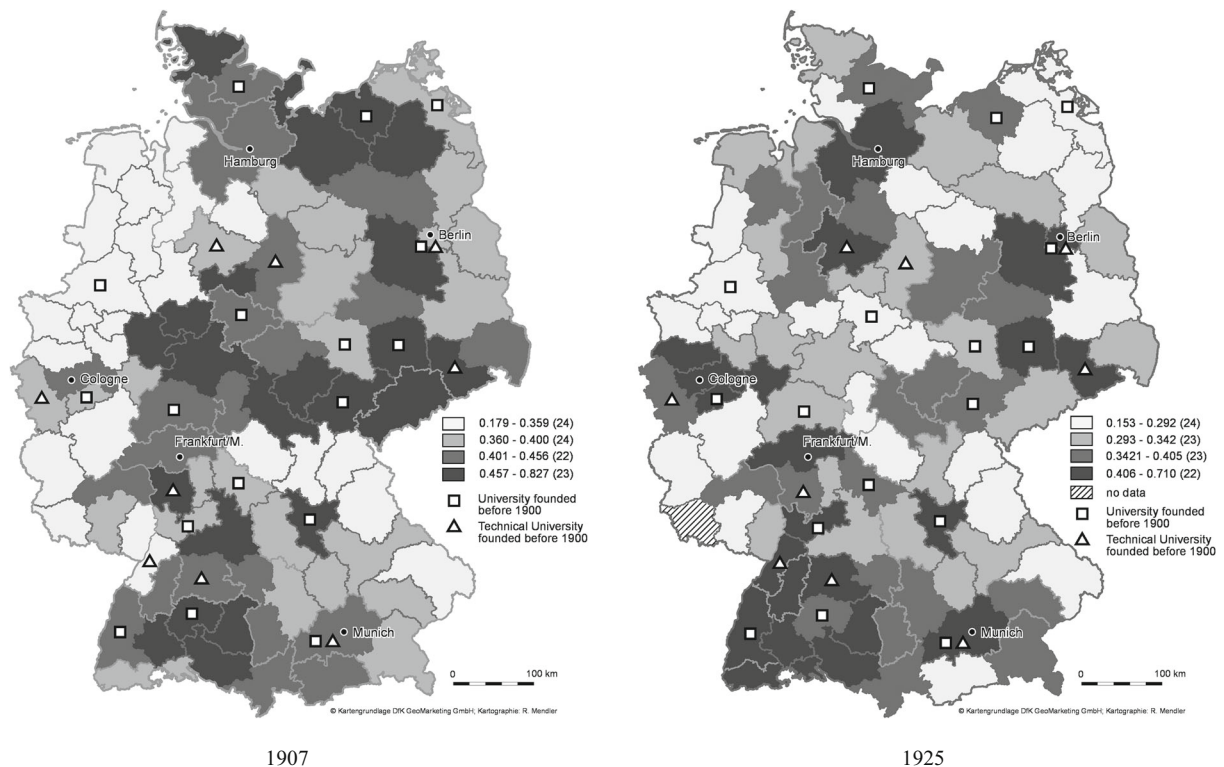 Hamburg
Berlin
Cologne
Frankfurt/M.
Munich
0.179 - 0.359 (24)
0.360 - 0.400 (24)
0.401 - 0.456 (22)
0.457 - 0.827 (23)
University founded
before 1900
Technical University
founded before 1900
0 100 km
© Kartengrundlage DfK GeoMarketing GmbH; Kartographie: R. Mendler
1907
Hamburg
Berlin
Cologne
Frankfurt/M.
Munich
0.153 - 0.292 (24)
0.293 - 0.342 (23)
0.3421 - 0.405 (23)
0.406 - 0.710 (22)
no data
University founded
before 1900
Technical University
founded before 1900
0 100 km
© Kartengrundlage DfK GeoMarketing GmbH; Kartographie: R. Mendler
1925